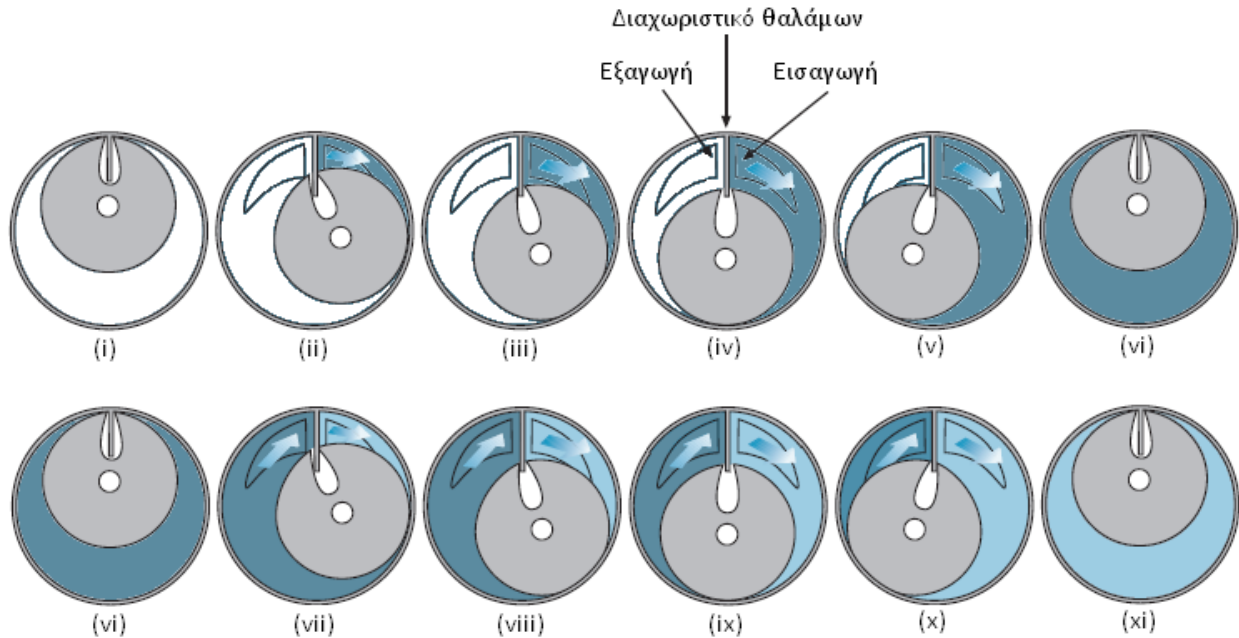 Διαχωριστικό θαλάμων
Εξαγωγή Εισαγωγή
(i) (ii) (iii) (iv) (v) (vi)
(vi) (vii) (viii) (ix) (x) (xi)